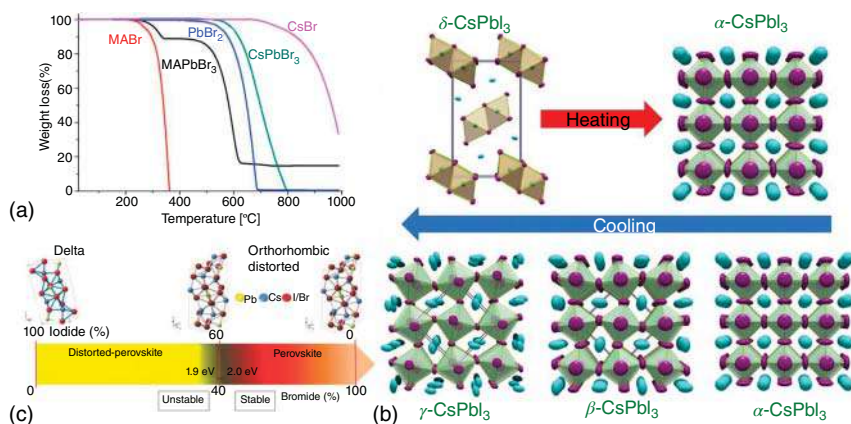 100
80
60
40
20
0
Weight loss(%)
MABr
PbBr₂
CsBr
CsPbBr₃
MAPbBr₃
200 400 600 800 1000
Temperature [°C]
(a)
δ-CsPbI₃
α-CsPbI₃
Heating
Cooling
Delta
Orthorhombic
distorted
Pb Cs I/Br
100 Iodide (%)
60
0
Distorted-perovskite
Perovskite
1.9 eV
2.0 eV
0
40
Bromide (%)
100
Unstable
Stable
(c)
(b)
γ-CsPbI₃
β-CsPbI₃
α-CsPbI₃